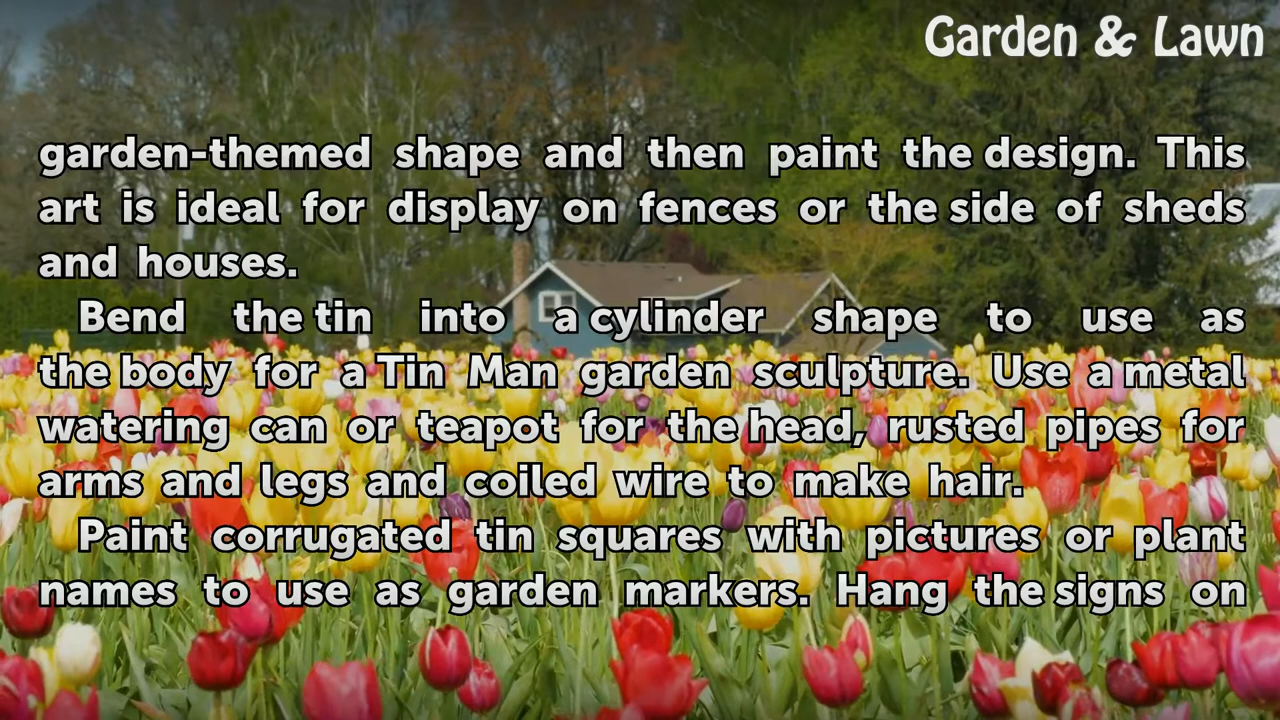 Garden & Lawn
garden-themed shape and then paint the design. This
art is ideal for display on fences or the side of sheds
and houses.
Bend the tin into a cylinder shape to use as
the body for a Tin Man garden sculpture. Use a metal
watering can or teapot for the head, rusted pipes for
arms and legs and coiled wire to make hair.
Paint corrugated tin squares with pictures or plant
names to use as garden markers. Hang the signs on